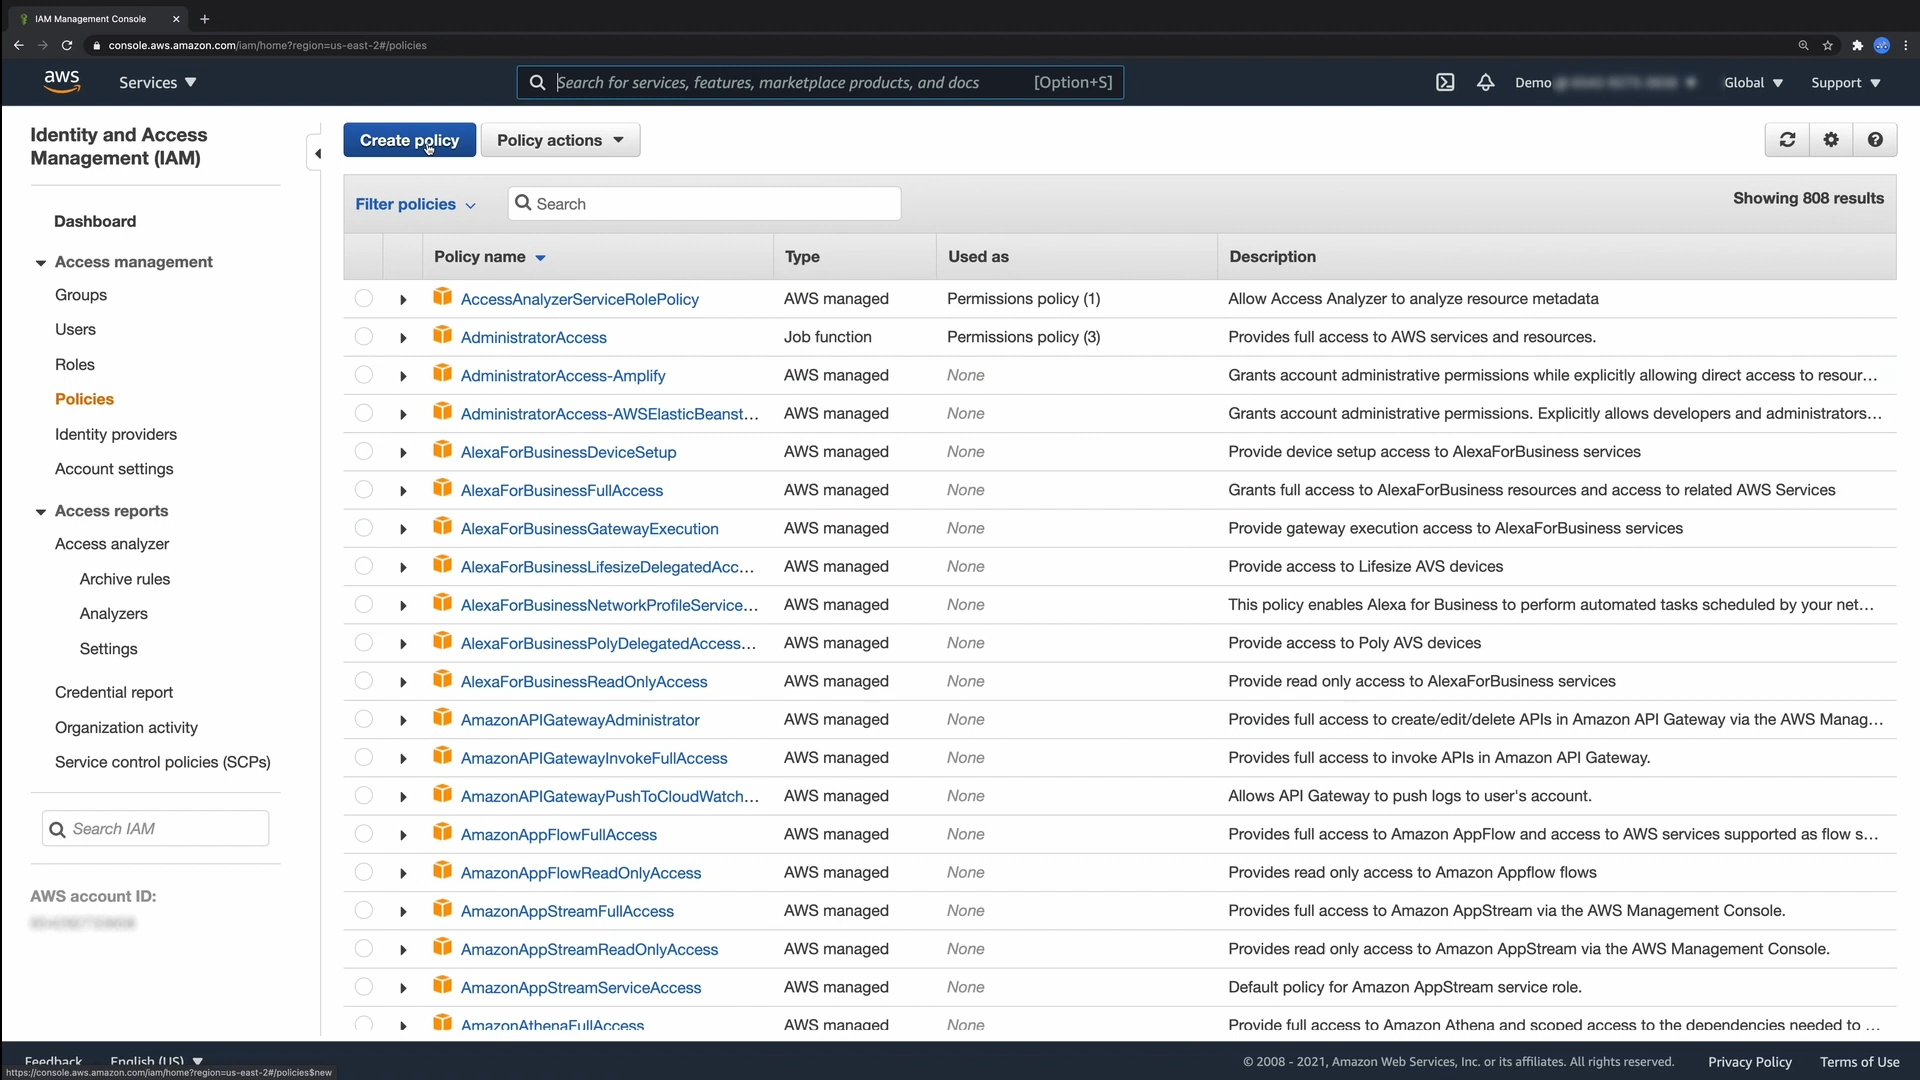 IAM Management Console
console.aws.amazon.com/iam/home?region=us-east-2#/policies
aws
Services
Search for services, features, marketplace products, and docs [Option+S]
Demo
Global
Support
Identity and Access Management (IAM)
Dashboard
Access management
Groups
Users
Roles
Policies
Identity providers
Account settings
Access reports
Access analyzer
Archive rules
Analyzers
Settings
Credential report
Organization activity
Service control policies (SCPs)
Search IAM
AWS account ID:
Create policy
Policy actions
Filter policies
Search
Showing 808 results
Policy name Type Used as Description
AccessAnalyzerServiceRolePolicy AWS managed Permissions policy (1) Allow Access Analyzer to analyze resource metadata
AdministratorAccess Job function Permissions policy (3) Provides full access to AWS services and resources.
AdministratorAccess-Amplify AWS managed None Grants account administrative permissions while explicitly allowing direct access to resour…
AdministratorAccess-AWSElasticBeanst… AWS managed None Grants account administrative permissions. Explicitly allows developers and administrators…
AlexaForBusinessDeviceSetup AWS managed None Provide device setup access to AlexaForBusiness services
AlexaForBusinessFullAccess AWS managed None Grants full access to AlexaForBusiness resources and access to related AWS Services
AlexaForBusinessGatewayExecution AWS managed None Provide gateway execution access to AlexaForBusiness services
AlexaForBusinessLifesizeDelegatedAcc… AWS managed None Provide access to Lifesize AVS devices
AlexaForBusinessNetworkProfileService… AWS managed None This policy enables Alexa for Business to perform automated tasks scheduled by your net…
AlexaForBusinessPolyDelegatedAccess… AWS managed None Provide access to Poly AVS devices
AlexaForBusinessReadOnlyAccess AWS managed None Provide read only access to AlexaForBusiness services
AmazonAPIGatewayAdministrator AWS managed None Provides full access to create/edit/delete APIs in Amazon API Gateway via the AWS Manag…
AmazonAPIGatewayInvokeFullAccess AWS managed None Provides full access to invoke APIs in Amazon API Gateway.
AmazonAPIGatewayPushToCloudWatch… AWS managed None Allows API Gateway to push logs to user's account.
AmazonAppFlowFullAccess AWS managed None Provides full access to Amazon AppFlow and access to AWS services supported as flow s…
AmazonAppFlowReadOnlyAccess AWS managed None Provides read only access to Amazon Appflow flows
AmazonAppStreamFullAccess AWS managed None Provides full access to Amazon AppStream via the AWS Management Console.
AmazonAppStreamReadOnlyAccess AWS managed None Provides read only access to Amazon AppStream via the AWS Management Console.
AmazonAppStreamServiceAccess AWS managed None Default policy for Amazon AppStream service role.
AmazonAthenaFullAccess AWS managed None Provide full access to Amazon Athena and scoped access to the dependencies needed to …
Feedback English (US) © 2008 - 2021, Amazon Web Services, Inc. or its affiliates. All rights reserved. Privacy Policy Terms of Use
https://console.aws.amazon.com/iam/home?region=us-east-2#/policies$new